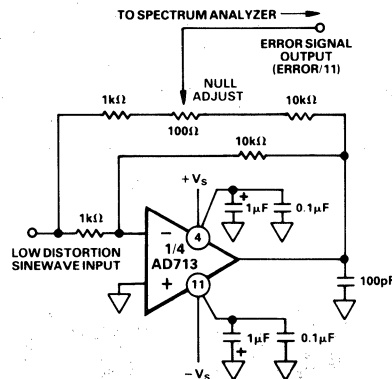 TO SPECTRUM ANALYZER
ERROR SIGNAL
OUTPUT
(ERROR/11)
NULL
ADJUST
1kΩ
100Ω
10kΩ
10kΩ
+VS
1kΩ
4
+
1μF
0.1μF
LOW DISTORTION
SINEWAVE INPUT
−
1/4
AD713
+
11
100pF
1μF
0.1μF
+
−VS